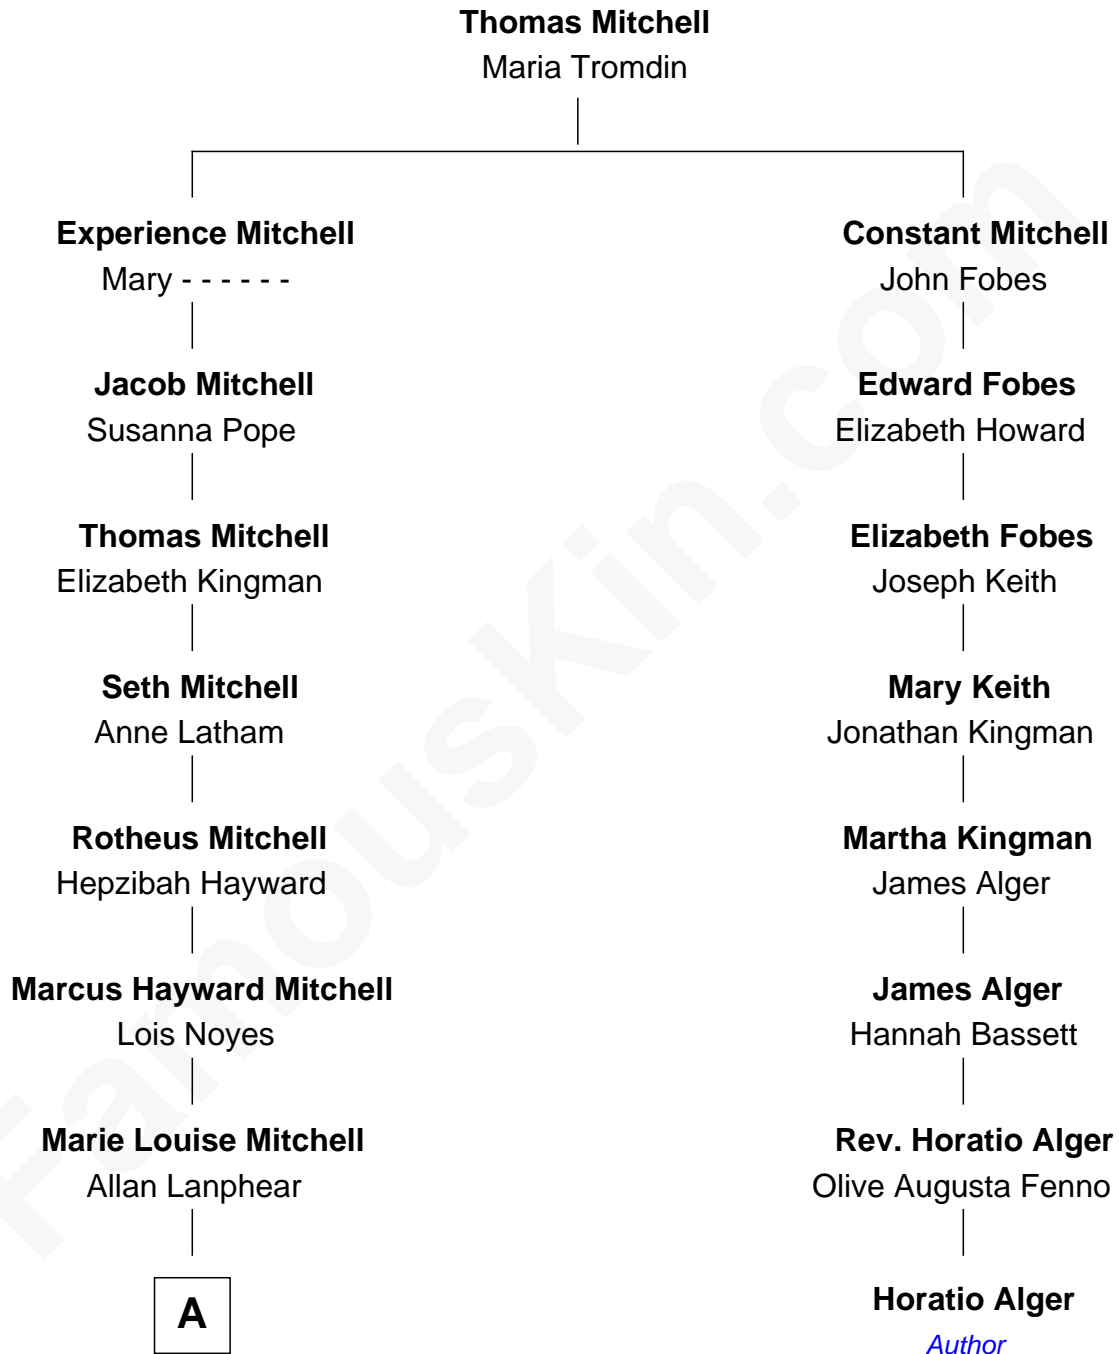 Thomas Mitchell
Maria Tromdin
Experience Mitchell
Mary - - - - - -
Constant Mitchell
John Fobes
Jacob Mitchell
Susanna Pope
Edward Fobes
Elizabeth Howard
Thomas Mitchell
Elizabeth Kingman
Elizabeth Fobes
Joseph Keith
Seth Mitchell
Anne Latham
Mary Keith
Jonathan Kingman
Rotheus Mitchell
Hepzibah Hayward
Martha Kingman
James Alger
Marcus Hayward Mitchell
Lois Noyes
James Alger
Hannah Bassett
Marie Louise Mitchell
Allan Lanphear
Rev. Horatio Alger
Olive Augusta Fenno
A
Horatio Alger
Author
FamousKin.com